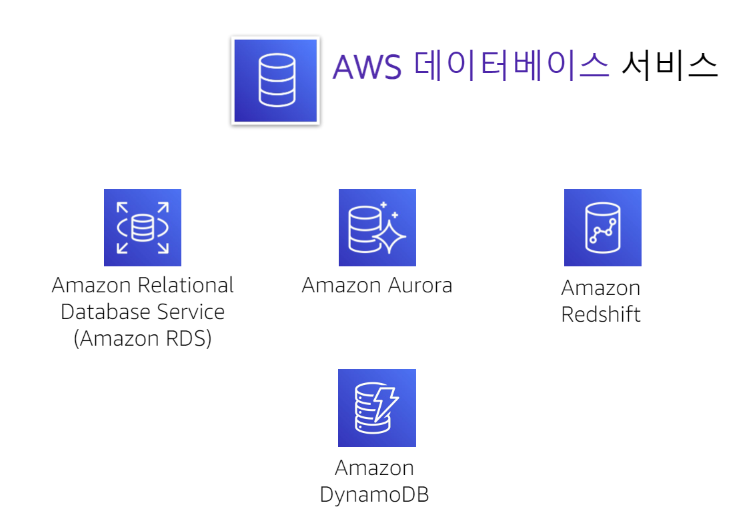 AWS 데이터베이스 서비스
Amazon Relational
Database Service
(Amazon RDS)
Amazon Aurora
Amazon
Redshift
Amazon
DynamoDB